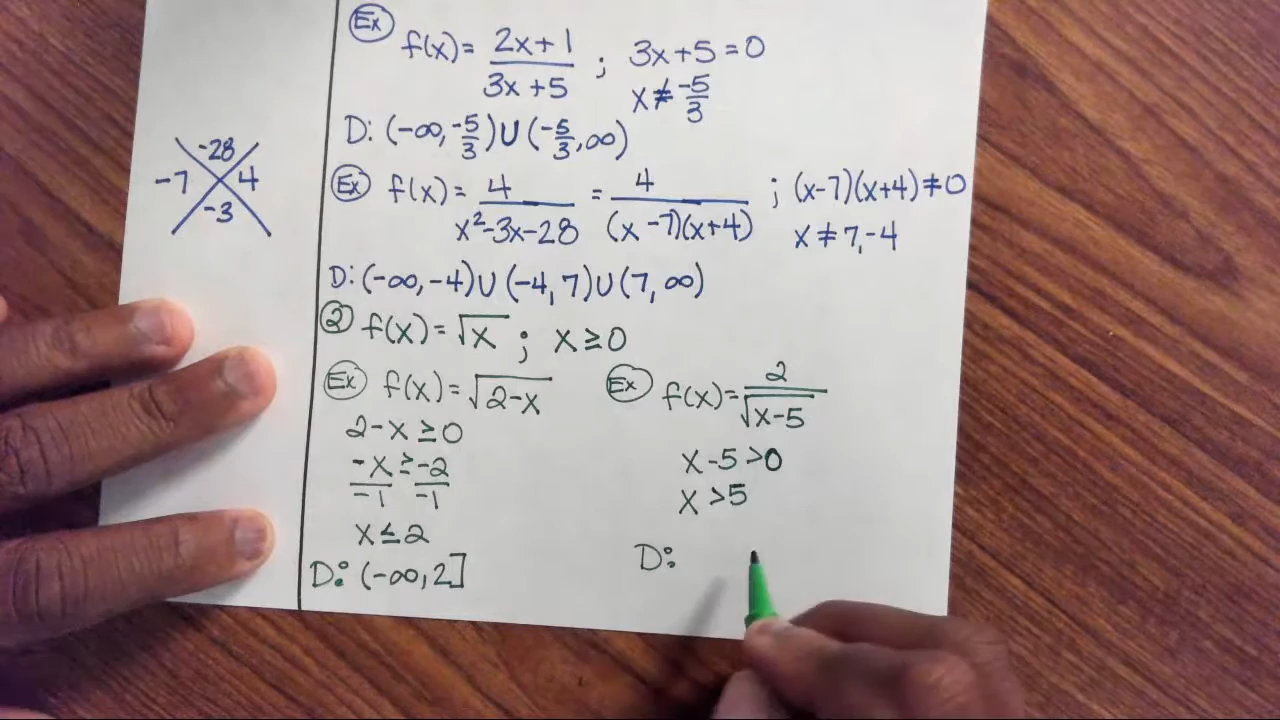 Ex f(x) = 2x+1 / 3x+5 ; 3x+5=0
x ≠ -5/3
D: (-∞, -5/3) ∪ (-5/3, ∞)
-28
-7 4
-3
Ex f(x) = 4 / x²-3x-28 = 4 / (x-7)(x+4) ; (x-7)(x+4) ≠ 0
x ≠ 7, -4
D: (-∞, -4) ∪ (-4, 7) ∪ (7, ∞)
② f(x) = √x ; x ≥ 0
Ex f(x) = √2-x
2-x ≥ 0
-x ≥ -2
-1 -1
x ≤ 2
D: (-∞, 2]
Ex f(x) = 2 / √x-5
x-5 > 0
x > 5
D: